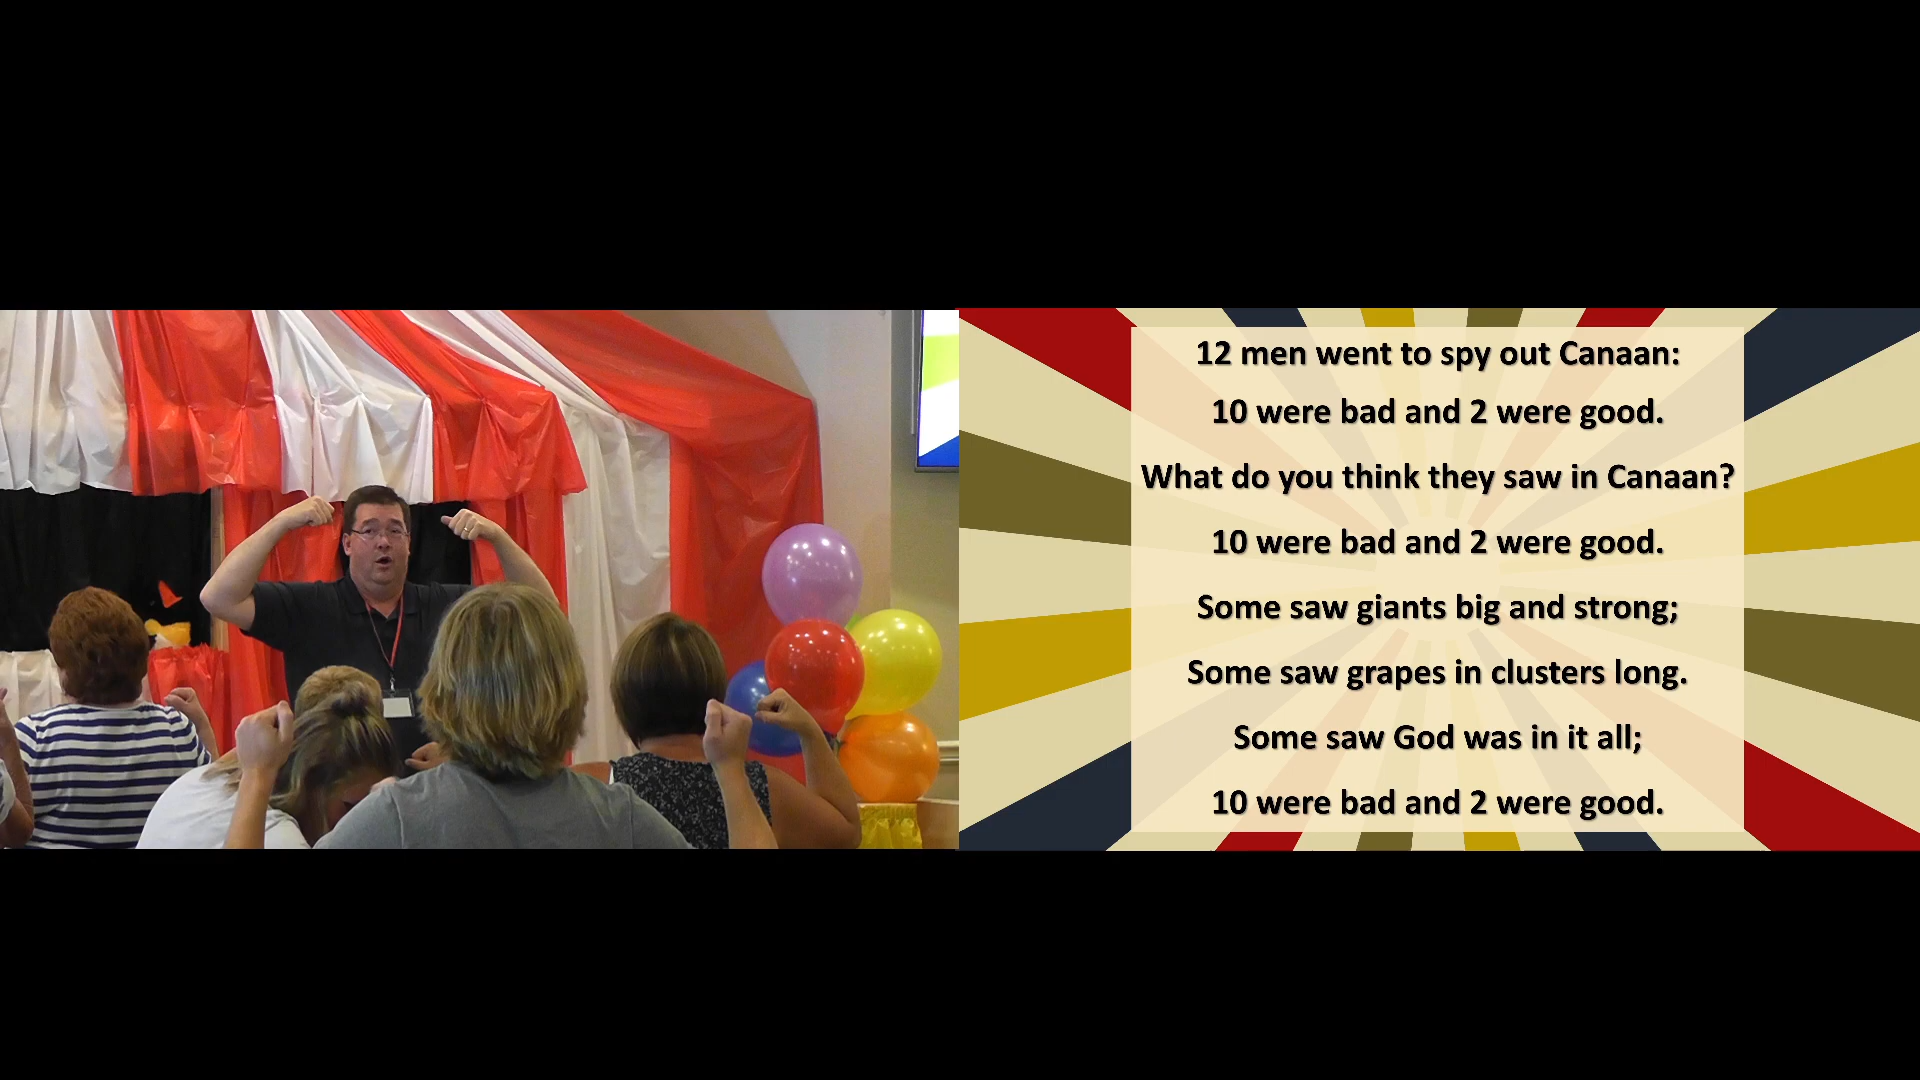 12 men went to spy out Canaan:
10 were bad and 2 were good.
What do you think they saw in Canaan?
10 were bad and 2 were good.
Some saw giants big and strong;
Some saw grapes in clusters long.
Some saw God was in it all;
10 were bad and 2 were good.